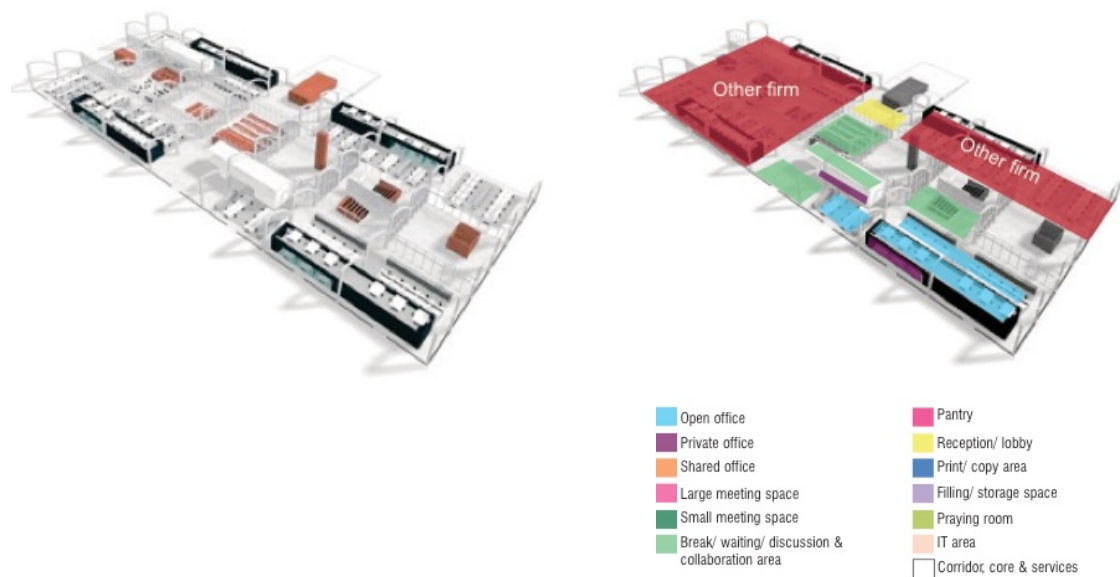 Other firm
Other firm
Open office
Private office
Shared office
Large meeting space
Small meeting space
Break/ waiting/ discussion &
collaboration area
Pantry
Reception/ lobby
Print/ copy area
Filling/ storage space
Praying room
IT area
Corridor, core & services